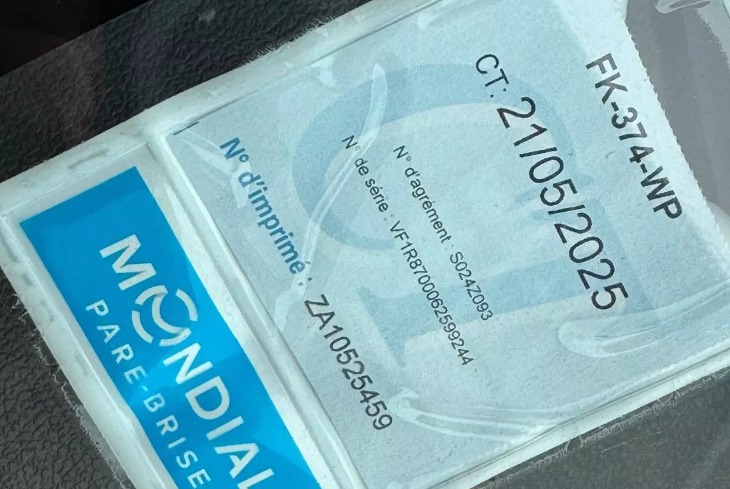 FK-374-WP
CT: 21/05/2025
N° d'agrément : S024Z093
N° de série : VF1R8700062599244
N° d'imprimé : ZA10525459
MONDIAL
PARE-BRISE